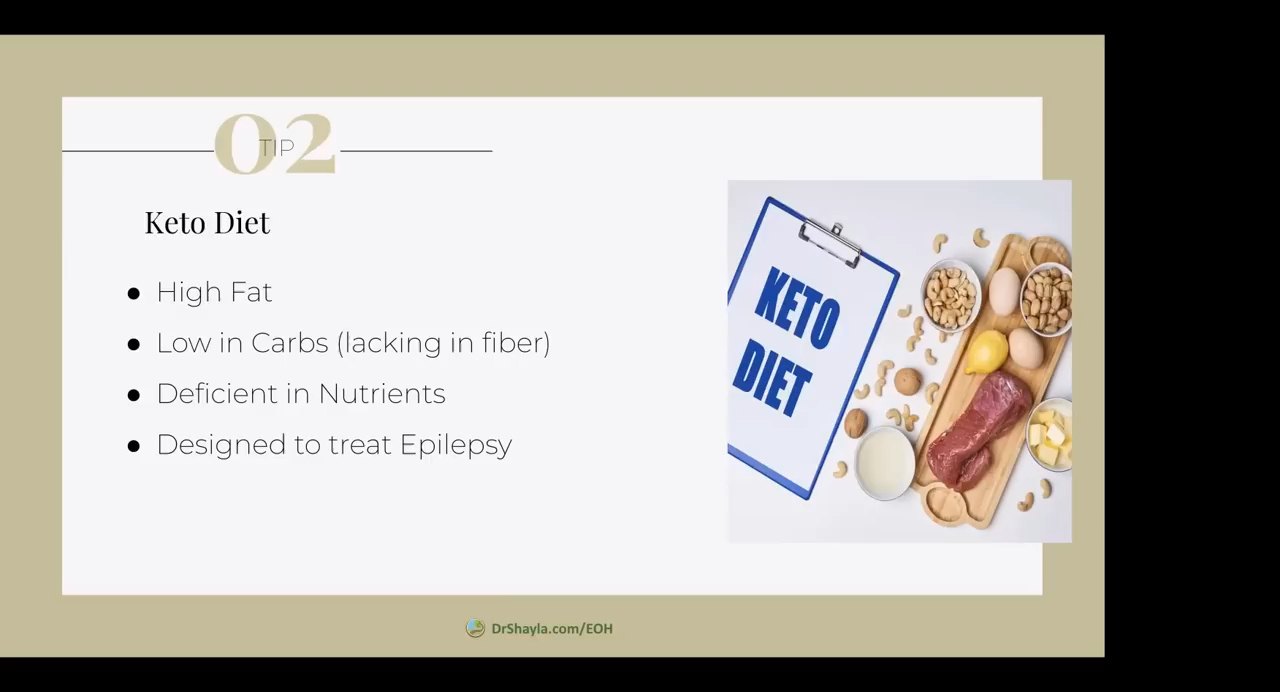 02
TIP
Keto Diet
● High Fat
● Low in Carbs (lacking in fiber)
● Deficient in Nutrients
● Designed to treat Epilepsy
KETO
DIET
DrShayla.com/EOH